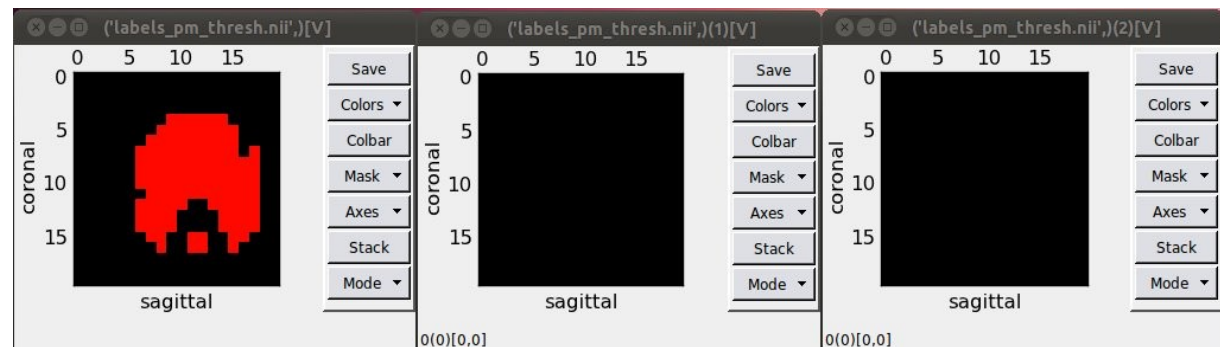 ('labels_pm_thresh.nii',)[V]
0 5 10 15
0
5
10
15
coronal
sagittal
Save
Colors
Colbar
Mask
Axes
Stack
Mode
('labels_pm_thresh.nii',)(1)[V]
0 5 10 15
0
5
10
15
coronal
sagittal
Save
Colors
Colbar
Mask
Axes
Stack
Mode
0(0)[0,0]
('labels_pm_thresh.nii',)(2)[V]
0 5 10 15
0
5
10
15
coronal
sagittal
Save
Colors
Colbar
Mask
Axes
Stack
Mode
0(0)[0,0]